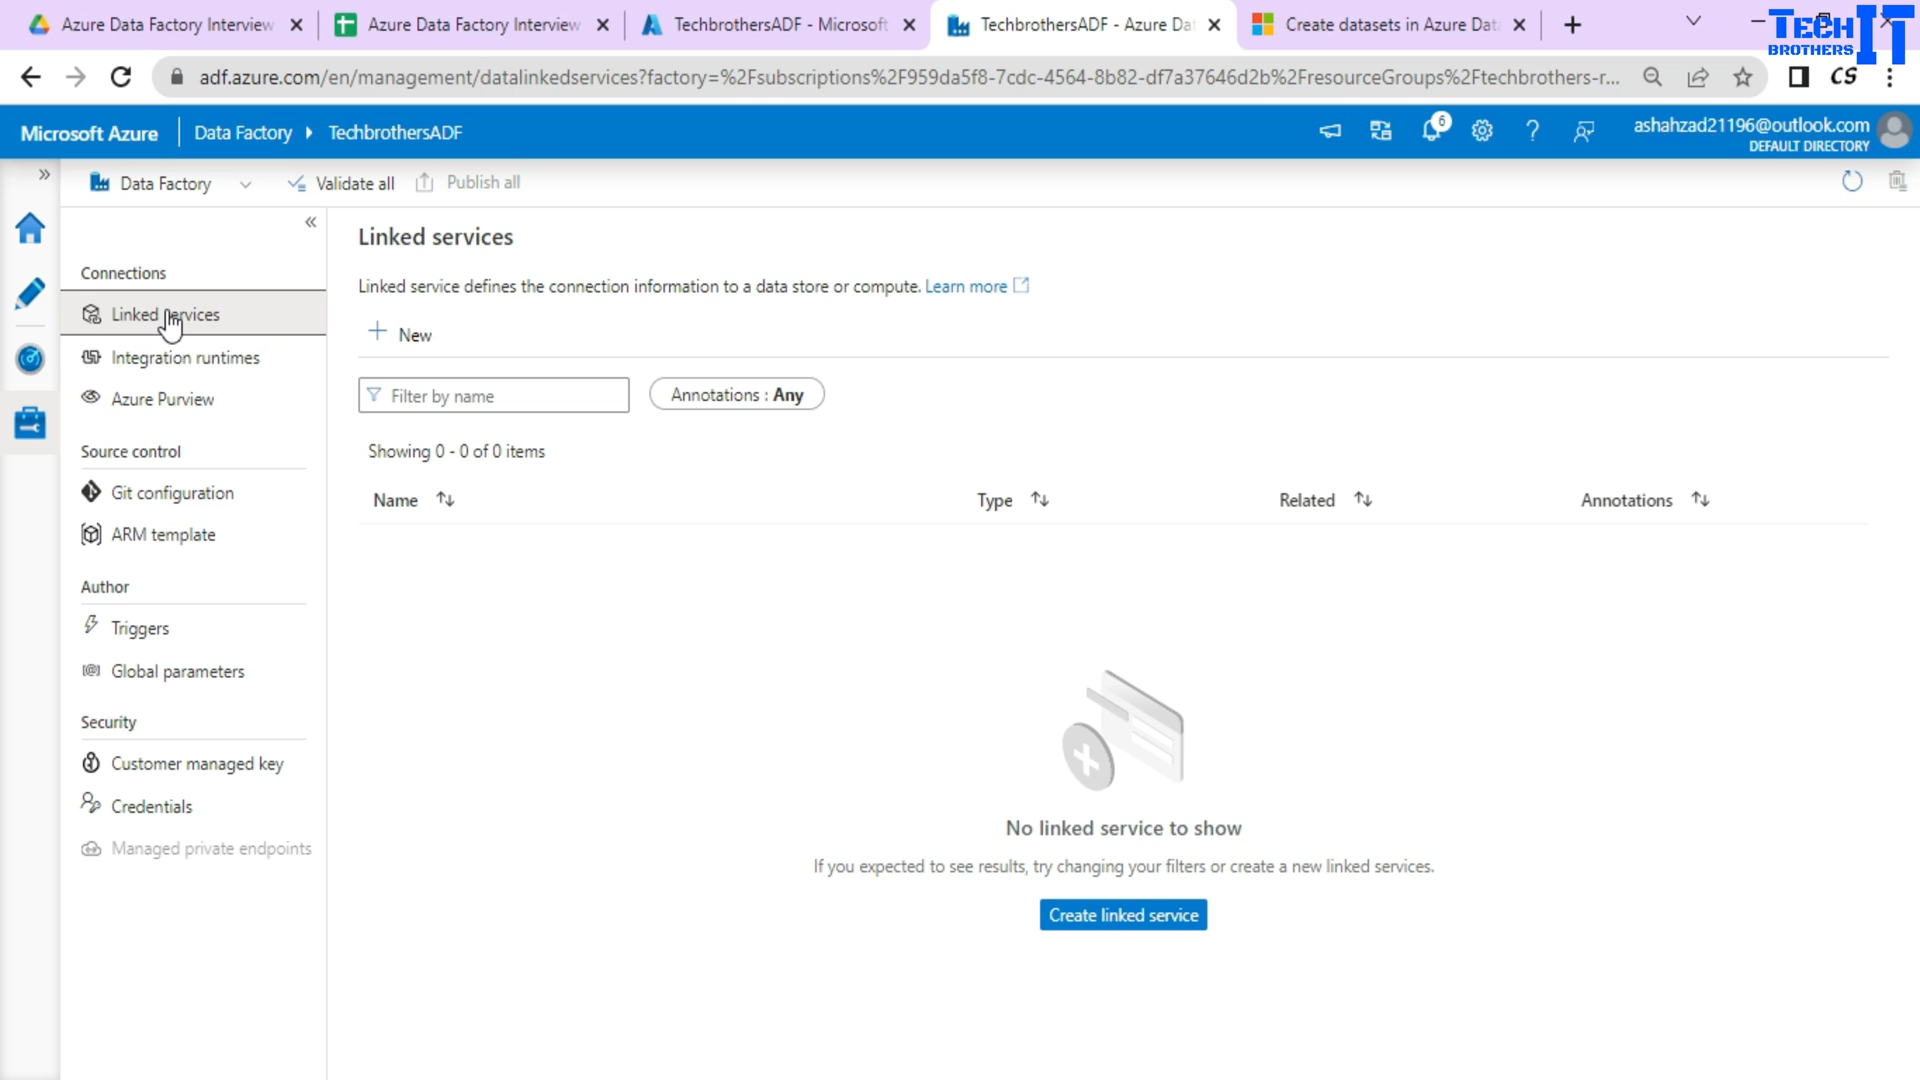 Azure Data Factory Interview
Azure Data Factory Interview
TechbrothersADF - Microsoft
TechbrothersADF - Azure Da
Create datasets in Azure Data
TECH IT
BROTHERS
adf.azure.com/en/management/datalinkedservices?factory=%2Fsubscriptions%2F959da5f8-7cdc-4564-8b82-df7a37646d2b%2FresourceGroups%2Ftechbrothers-r...
CS
Microsoft Azure
Data Factory
TechbrothersADF
6
ashahzad21196@outlook.com
DEFAULT DIRECTORY
Data Factory
Validate all
Publish all
Connections
Linked services
Integration runtimes
Azure Purview
Source control
Git configuration
ARM template
Author
Triggers
Global parameters
Security
Customer managed key
Credentials
Managed private endpoints
Linked services
Linked service defines the connection information to a data store or compute. Learn more
New
Filter by name
Annotations : Any
Showing 0 - 0 of 0 items
Name
Type
Related
Annotations
No linked service to show
If you expected to see results, try changing your filters or create a new linked services.
Create linked service